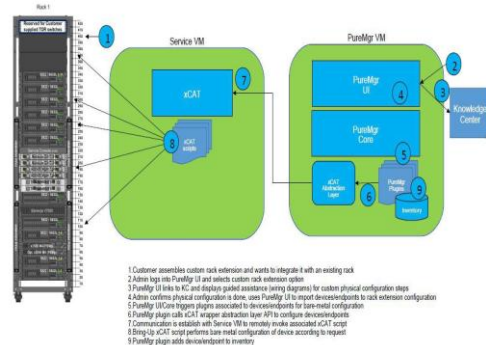 Rack 1
Reserved for Customer
supplied TOR switches
Service VM
PureMgr VM
1
7
xCAT
8
xCAT
scripts
PureMgr
UI
4
2
3
Knowledge
Center
PureMgr
Core
5
xCAT
Abstraction
Layer
6
PureMgr
Plugins
9
Inventory
1.Customer assembles custom rack extension and wants to integrate it with an existing rack
2 Admin logs into PureMgr UI and selects custom rack extension option
3 PureMgr UI links to KC and displays guided assistance (wiring diagrams) for custom physical configuration steps
4 Admin confirms physical configuration is done, uses PureMgr UI to import devices/endpoints to rack extension configuration
5 PureMgr UI/Core triggers plugins associated to devices/endpoints for bare-metal configuration
6 PureMgr plugin calls xCAT wrapper abstraction layer API to configure devices/endpoints
7.Communication is establish with Service VM to remotely invoke associated xCAT script
8.Bring-Up xCAT script performs bare metal configuration of device according to request
9 PureMgr plugin adds device/endpoint to inventory